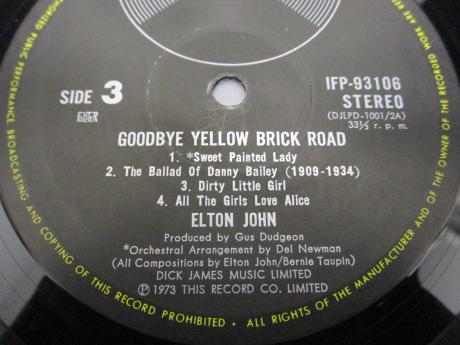 SIDE 3
IFP-93106
STEREO
(DJLPD-1001/2A)
33⅓ r. p. m.
GOODBYE YELLOW BRICK ROAD
1. *Sweet Painted Lady
2. The Ballad Of Danny Bailey (1909-1934)
3. Dirty Little Girl
4. All The Girls Love Alice
ELTON JOHN
Produced by Gus Dudgeon
*Orchestral Arrangement by Del Newman
(All Compositions by Elton John/Bernie Taupin)
DICK JAMES MUSIC LIMITED
Ⓟ 1973 THIS RECORD CO. LIMITED
PUBLIC PERFORMANCE, BROADCASTING AND COPYING OF THIS RECORD PROHIBITED • ALL RIGHTS OF THE MANUFACTURER AND OF THE OWNER OF THE RECORDED WORK ARE